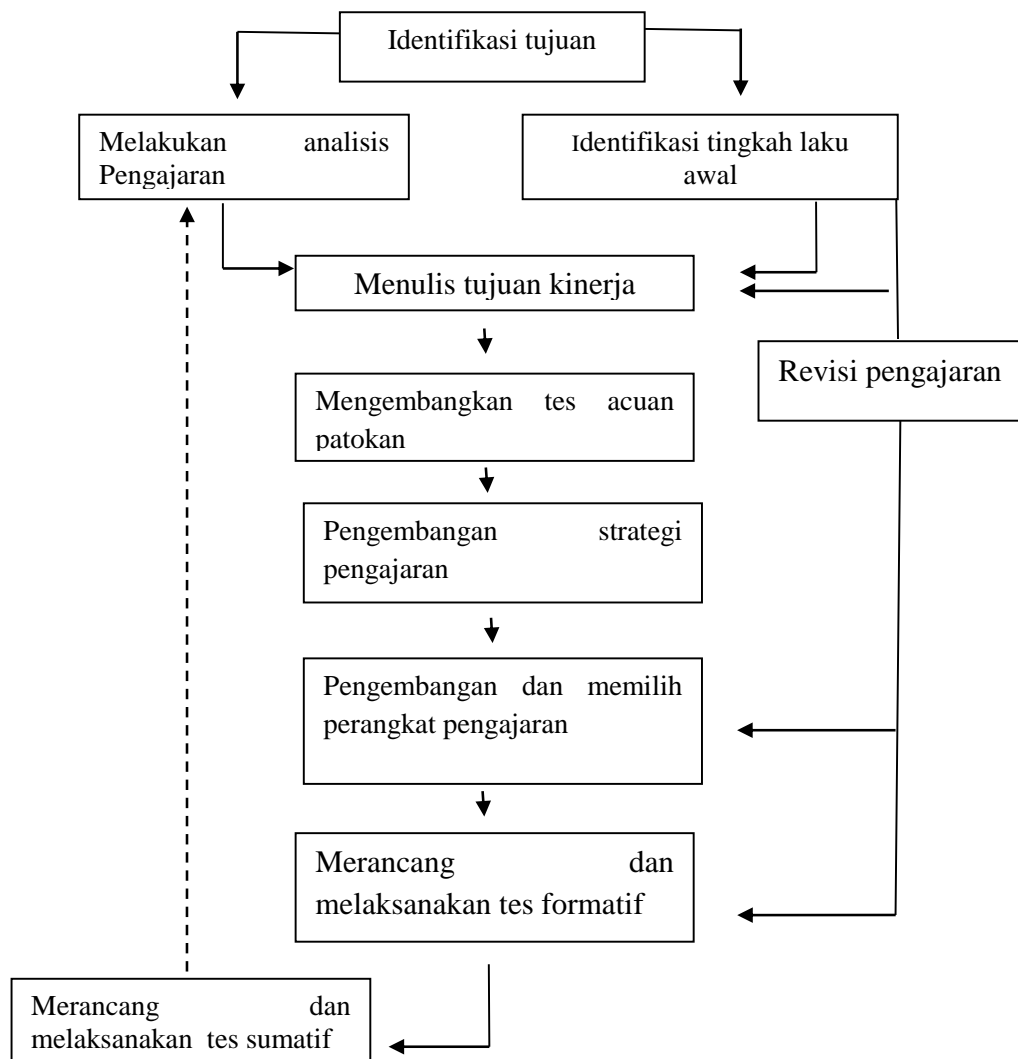 Identifikasi tujuan
Melakukan analisis
Pengajaran
Identifikasi tingkah laku
awal
Menulis tujuan kinerja
Revisi pengajaran
Mengembangkan tes acuan
patokan
Pengembangan strategi
pengajaran
Pengembangan dan memilih
perangkat pengajaran
Merancang dan
melaksanakan tes formatif
Merancang dan
melaksanakan tes sumatif